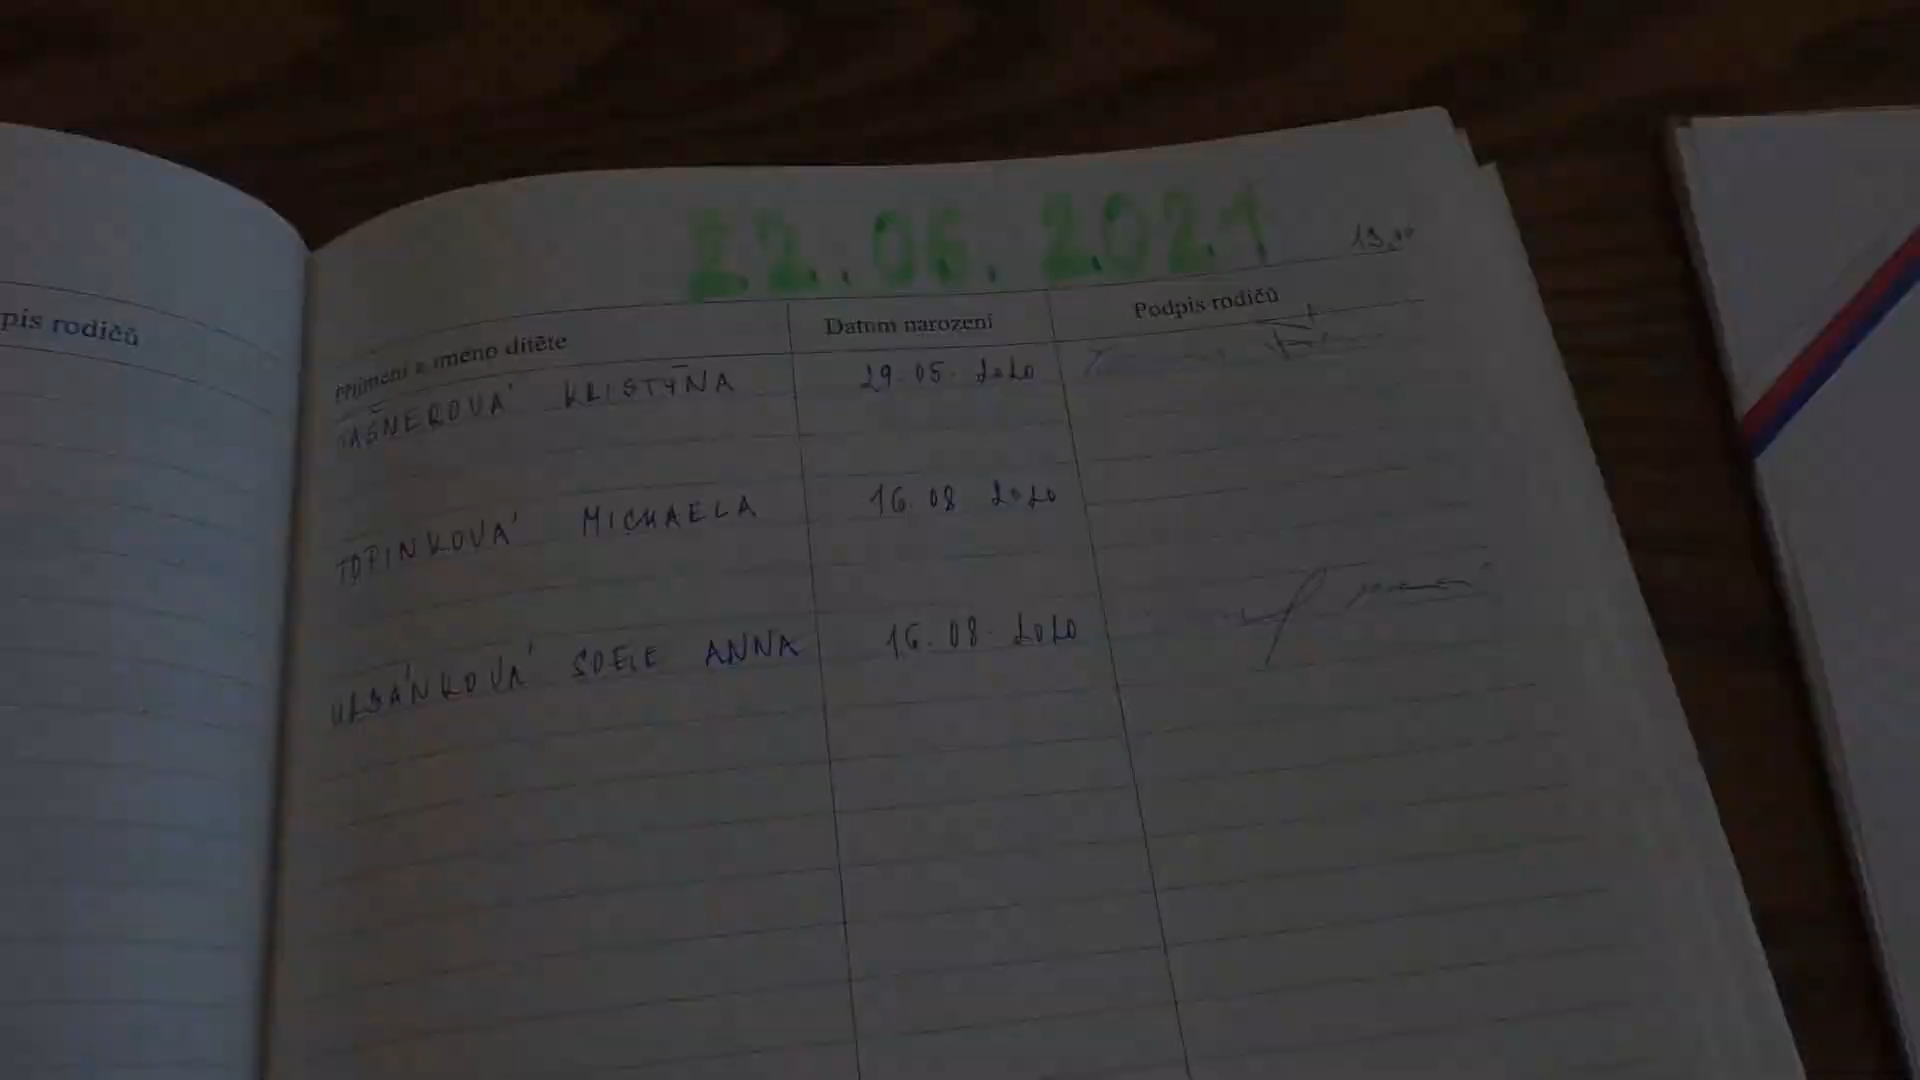 pis rodičů
22.06.2021
13,00
Příjmení a jméno dítěte Datum narození Podpis rodičů
TAŠNEROVÁ KRISTÝNA 29.05.2020
TOPINKOVÁ MICHAELA 16.08 2020
URBÁNKOVÁ ANNA 16.08.2020